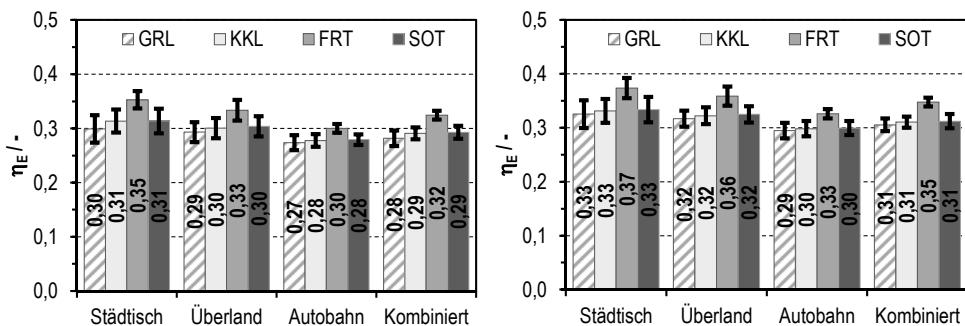 0,5
GRL KKL FRT SOT
0,4
0,3
0,2
0,1
0,0
ηE /-
0,30 0,31 0,35 0,31 0,29 0,30 0,33 0,30 0,27 0,28 0,30 0,28 0,28 0,29 0,32 0,29
Städtisch Überland Autobahn Kombiniert
0,5
GRL KKL FRT SOT
0,4
0,3
0,2
0,1
0,0
ηE /-
0,33 0,33 0,37 0,33 0,32 0,32 0,36 0,32 0,29 0,30 0,33 0,30 0,31 0,31 0,35 0,31
Städtisch Überland Autobahn Kombiniert